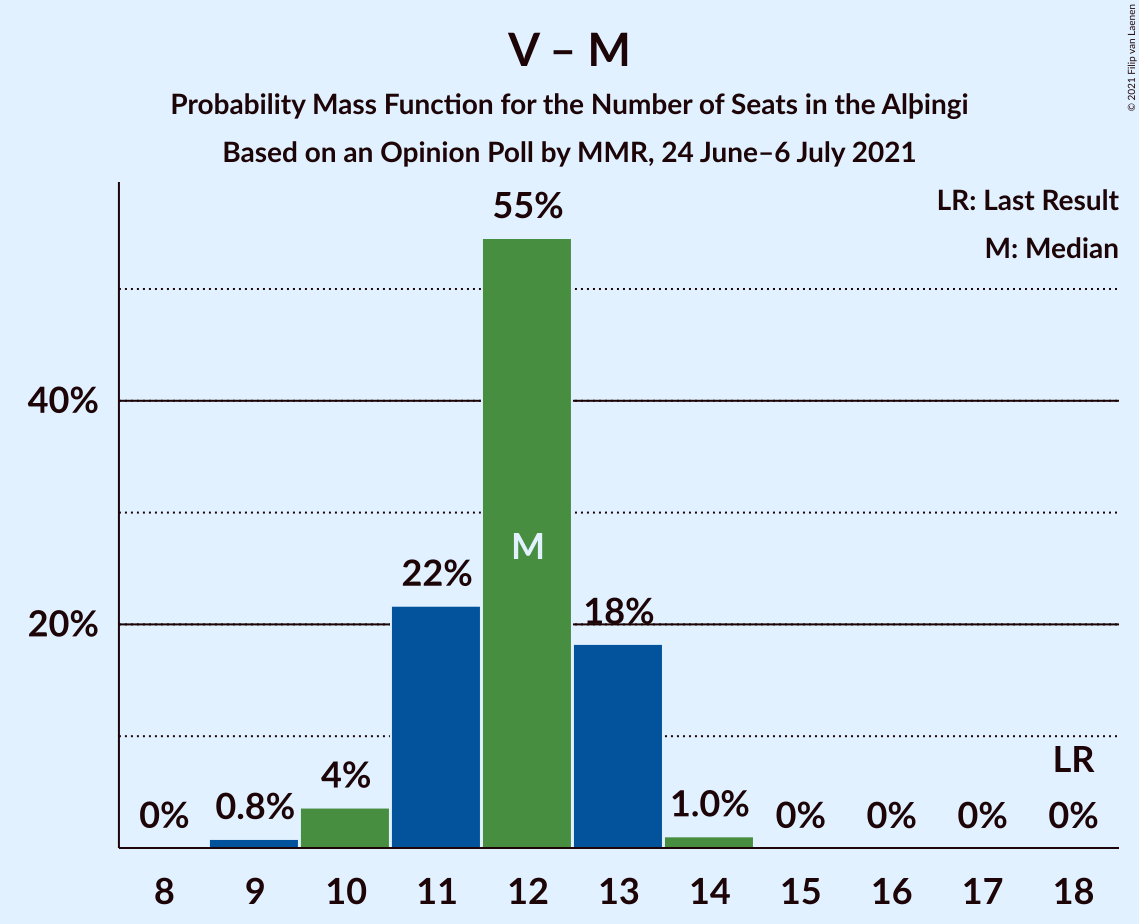 V – M
Probability Mass Function for the Number of Seats in the Alþingi
Based on an Opinion Poll by MMR, 24 June–6 July 2021
© 2021 Filip van Laenen
LR: Last Result
M: Median
55%
40%
M
22%
18%
20%
LR
4%
0%
0.8%
1.0%
0%
0%
0%
0%
8 9 10 11 12 13 14 15 16 17 18